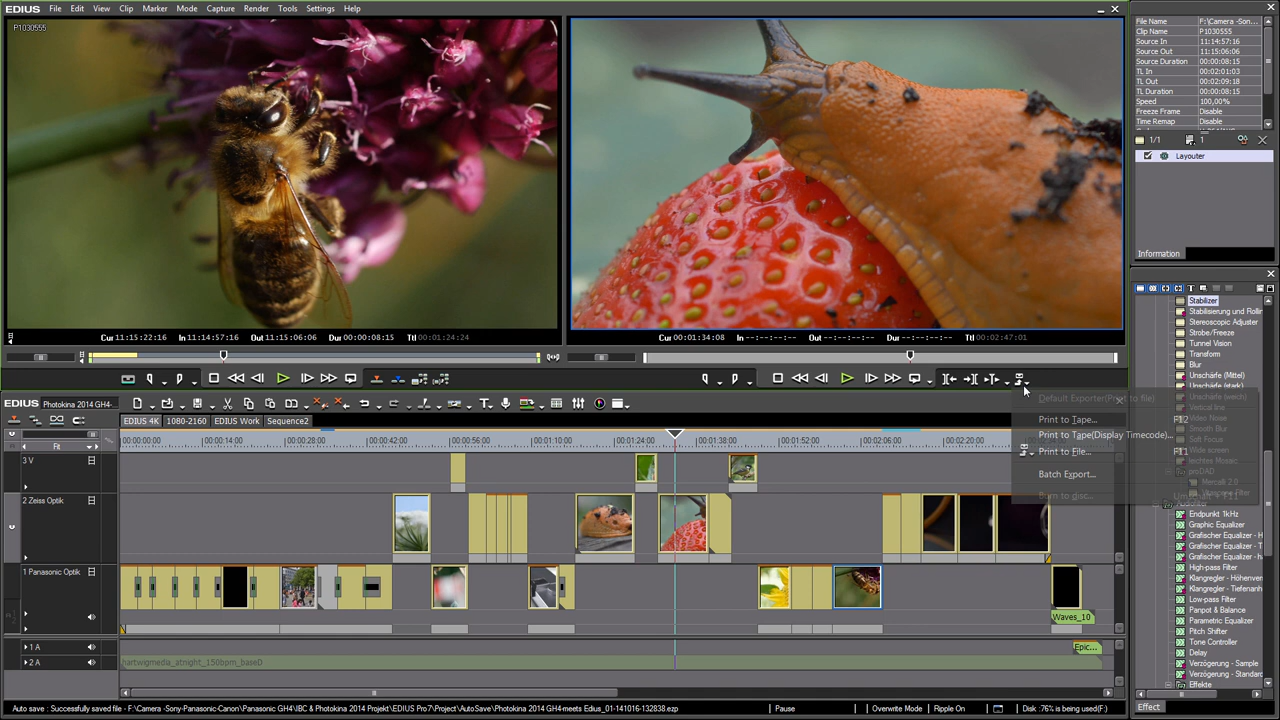 EDIUS File Edit View Clip Marker Mode Capture Render Tools Settings Help
P1030555
Cur 11:15:22:16 In 11:14:57:16 Out 11:15:06:06 Dur 00:00:08:15 Ttl 00:01:24:24
Cur 00:01:34:08 In --:--:--:-- Out --:--:--:-- Dur --:--:--:-- Ttl 00:02:47:01
File Name F:\Camera -Son...
Clip Name P1030555
Source In 11:14:57:16
Source Out 11:15:06:06
Source Duration 00:00:08:15
TL In 00:02:01:03
TL Out 00:02:09:18
TL Duration 00:00:08:15
Speed 100,00%
Freeze Frame Disable
Time Remap Disable
1/1 1
Layouter
Information
EDIUS Photokina 2014 GH4-
EDIUS 4K 1080-2160 EDIUS Work Sequence2
Fit
00:00:00:00 00:00:14:00 00:00:28:00 00:00:42:00 00:00:56:00 00:01:10:00 00:01:24:00 00:01:38:00 00:01:52:00 00:02:06:00 00:02:20:00
3 V
2 Zeiss Optik
1 Panasonic Optik
Waves_10
1 A
Epic...
2 A
hartwigmedia_atnight_150bpm_baseD
Default Exporter(Print to file)
Print to Tape... F12
Print to Tape(Display Timecode)...
Print to File... F11
Batch Export...
Burn to disc...
Stabilizer
Stabilisierung und Rollin
Stereoscopic Adjuster
Strobe/Freeze
Tunnel Vision
Transform
Blur
Unschärfe (Mittel)
Unschärfe (stark)
Unschärfe (weich)
Vertical line
Video Noise
Smooth Blur
Soft Focus
Wide screen
leichtes Mosaic
proDAD
Mercalli 2.0
Endpunkt 1kHz
Graphic Equalizer
Grafischer Equalizer - H
Grafischer Equalizer - T
Grafischer Equalizer - h
High-pass Filter
Klangregler - Höhenver
Klangregler - Tiefenanh
Low-pass Filter
Panpot & Balance
Parametric Equalizer
Pitch Shifter
Tone Controller
Delay
Verzögerung - Sample
Verzögerung - Standard
Effekte
Effect
Auto save : Successfully saved file - F:\Camera -Sony-Panasonic-Canon\Panasonic GH4\IBC & Photokina 2014 Projekt\EDIUS Pro7\Project\AutoSave\Photokina 2014 GH4-meets Edius_01-141016-132838.ezp Pause Overwrite Mode Ripple On Disk :76% is being used(F:)